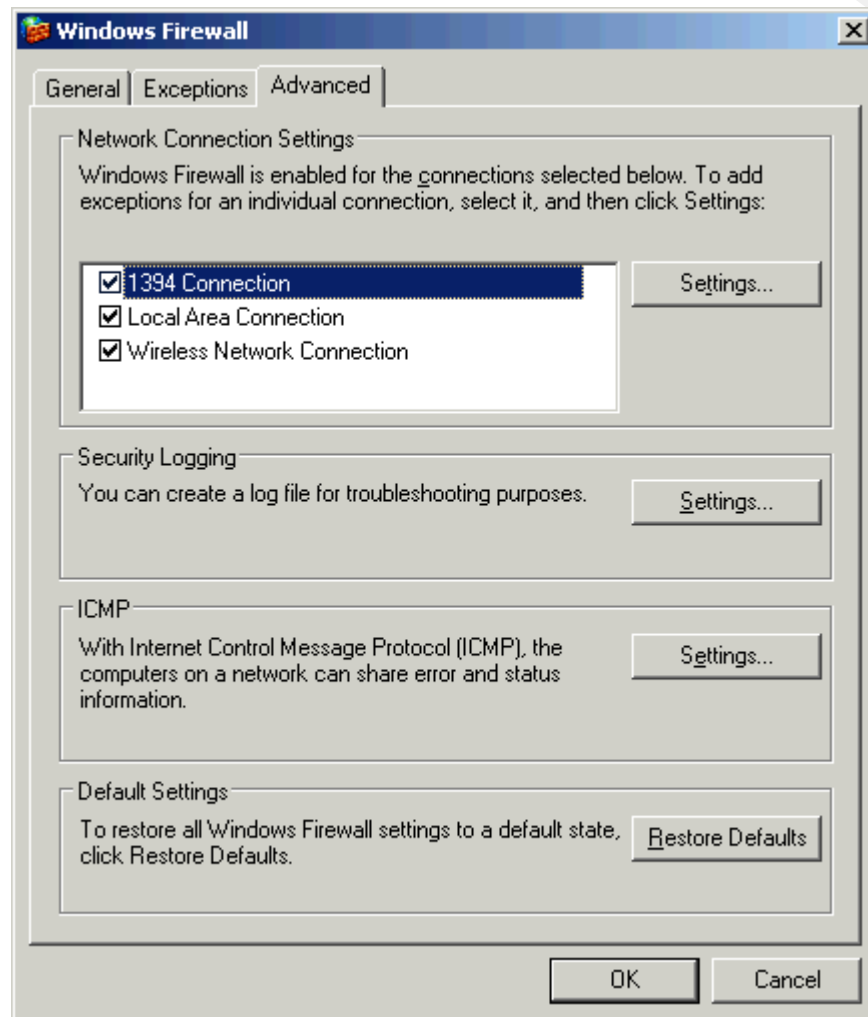 Windows Firewall
General Exceptions Advanced
Network Connection Settings
Windows Firewall is enabled for the connections selected below. To add
exceptions for an individual connection, select it, and then click Settings:
1394 Connection
Settings...
Local Area Connection
Wireless Network Connection
Security Logging
You can create a log file for troubleshooting purposes.
Settings...
ICMP
With Internet Control Message Protocol (ICMP), the
computers on a network can share error and status
information.
Settings...
Default Settings
To restore all Windows Firewall settings to a default state,
click Restore Defaults.
Restore Defaults
OK Cancel